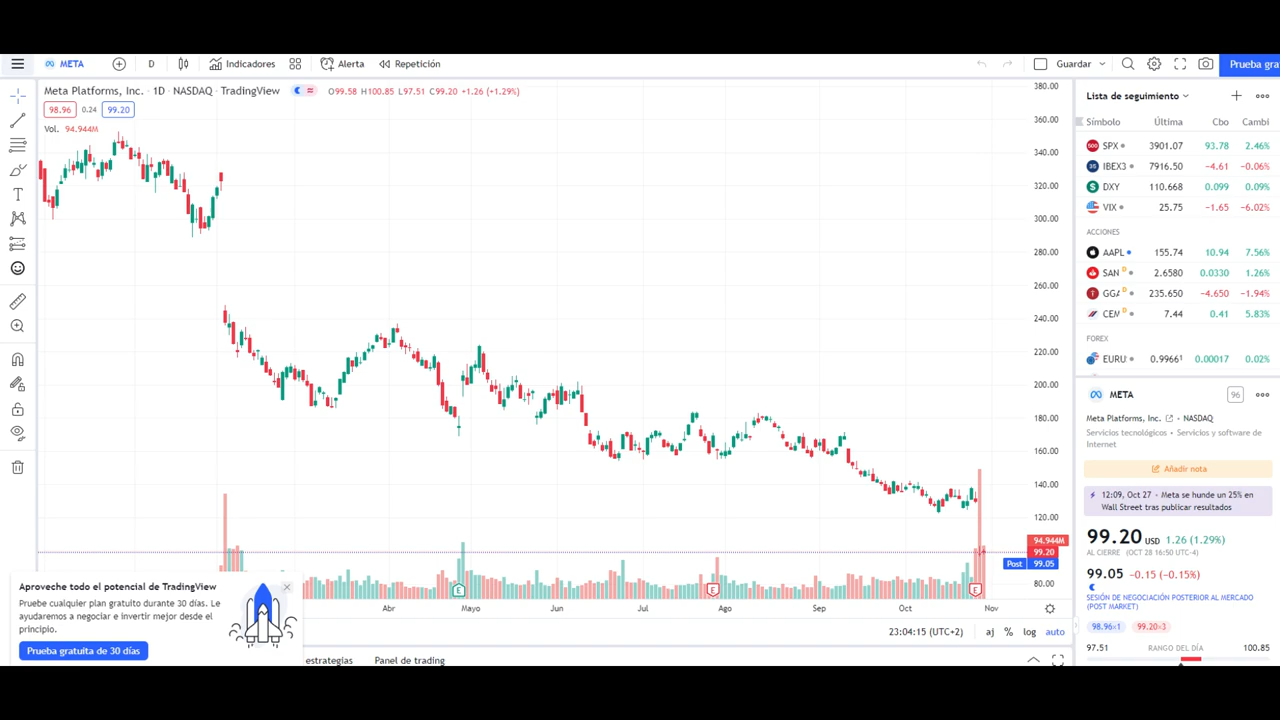 META
D
Indicadores
Alerta
Repetición
Guardar
Prueba grat
Meta Platforms, Inc. · 1D · NASDAQ · TradingView
O99.58 H100.85 L97.51 C99.20 +1.26 (+1.29%)
98.96 0.24 99.20
Vol. 94.944M
380.00
360.00
340.00
320.00
300.00
280.00
260.00
240.00
220.00
200.00
180.00
160.00
140.00
120.00
94.944M
99.20
Post 99.05
80.00
E
E
E
Abr
Mayo
Jun
Jul
Ago
Sep
Oct
Nov
Aproveche todo el potencial de TradingView
Pruebe cualquier plan gratuito durante 30 días. Le
ayudaremos a negociar e invertir mejor desde el
principio.
Prueba gratuita de 30 días
23:04:15 (UTC+2)
aj % log auto
estrategias
Panel de trading
Lista de seguimiento
Símbolo Última Cbo Cambi
SPX 3901.07 93.78 2.46%
IBEX3 7916.50 −4.61 −0.06%
DXY 110.668 0.099 0.09%
VIX 25.75 −1.65 −6.02%
ACCIONES
AAPL 155.74 10.94 7.56%
SAN D 2.6580 0.0330 1.26%
GGA D 235.650 −4.650 −1.94%
CEM D 7.44 0.41 5.83%
FOREX
EURU 0.9966¹ 0.00017 0.02%
META
96
Meta Platforms, Inc. · NASDAQ
Servicios tecnológicos · Servicios y software de
Internet
Añadir nota
12:09, Oct 27 · Meta se hunde un 25% en
Wall Street tras publicar resultados
99.20 USD 1.26 (1.29%)
AL CIERRE (OCT 28 16:50 UTC-4)
99.05 −0.15 (−0.15%)
SESIÓN DE NEGOCIACIÓN POSTERIOR AL MERCADO
(POST MARKET)
98.96×1 99.20×3
97.51 RANGO DEL DÍA 100.85